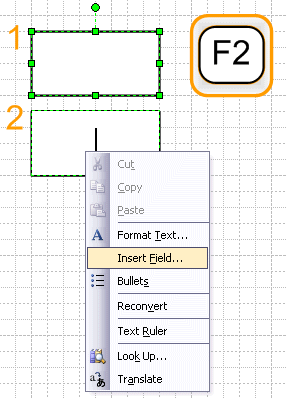 1
F2
2
Cut
Copy
Paste
Format Text...
Insert Field...
Bullets
Reconvert
Text Ruler
Look Up...
Translate